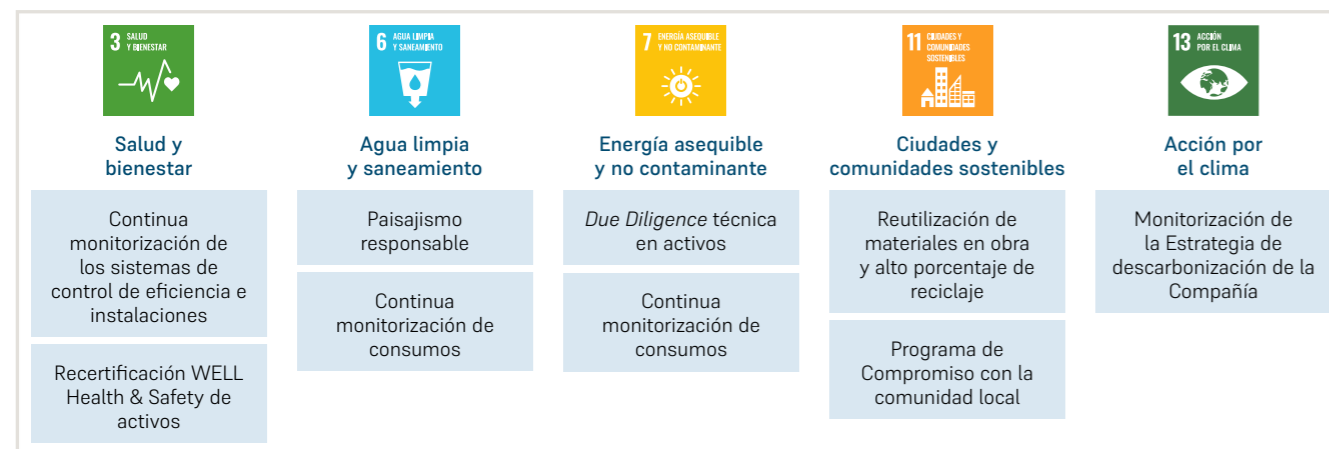 3 SALUD
Y BIENESTAR
Salud y
bienestar
Continua
monitorización de
los sistemas de
control de eficiencia e
instalaciones
Recertificación WELL
Health & Safety de
activos
6 AGUA LIMPIA
Y SANEAMIENTO
Agua limpia
y saneamiento
Paisajismo
responsable
Continua
monitorización de
consumos
7 ENERGÍA ASEQUIBLE
Y NO CONTAMINANTE
Energía asequible
y no contaminante
Due Diligence técnica
en activos
Continua
monitorización de
consumos
11 CIUDADES Y
COMUNIDADES
SOSTENIBLES
Ciudades y
comunidades sostenibles
Reutilización de
materiales en obra
y alto porcentaje de
reciclaje
Programa de
Compromiso con la
comunidad local
13 ACCIÓN
POR EL CLIMA
Acción por
el clima
Monitorización de
la Estrategia de
descarbonización de la
Compañía